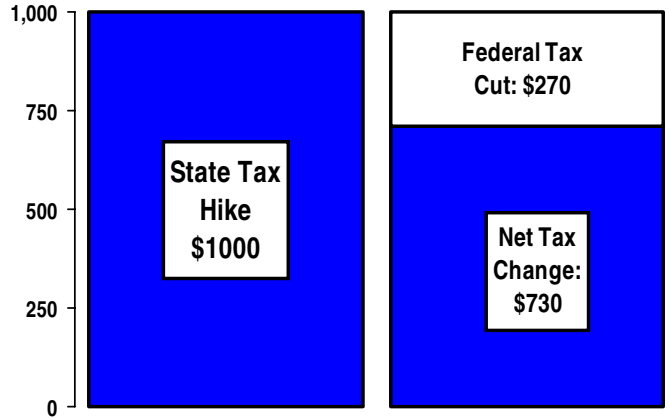 1,000
750
500
250
0
State Tax
Hike
$1000
Federal Tax
Cut: $270
Net Tax
Change:
$730